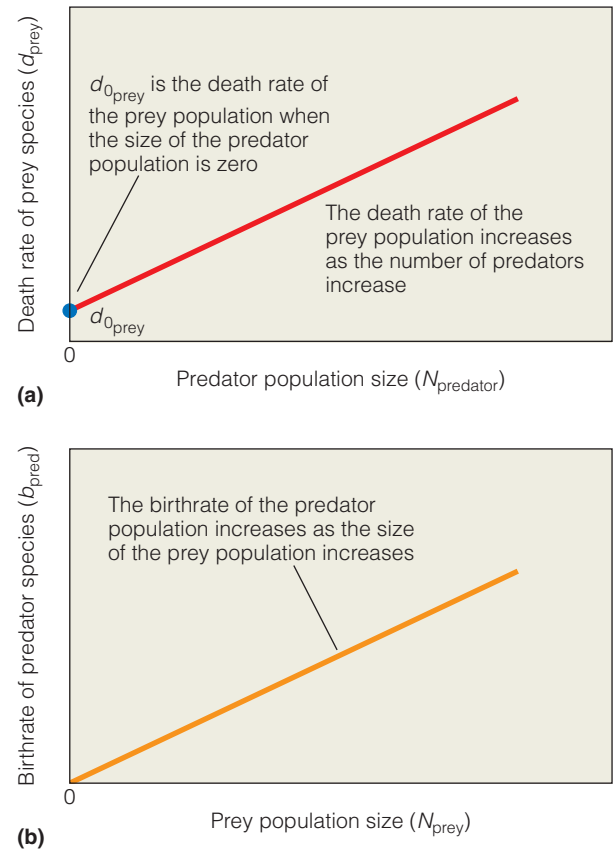 Death rate of prey species (dprey)
d0prey is the death rate of
the prey population when
the size of the predator
population is zero
The death rate of the
prey population increases
as the number of predators
increase
d0prey
0
Predator population size (Npredator)
(a)
Birthrate of predator species (bpred)
The birthrate of the predator
population increases as the size
of the prey population increases
0
Prey population size (Nprey)
(b)